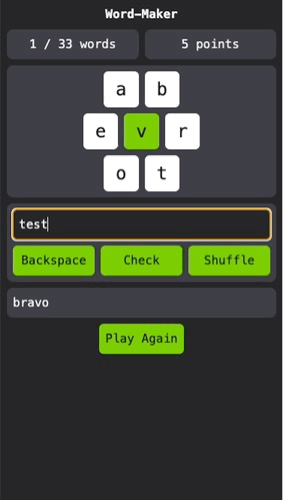 Word-Maker
1 / 33 words 5 points
a b
e v r
o t
test
Backspace Check Shuffle
bravo
Play Again